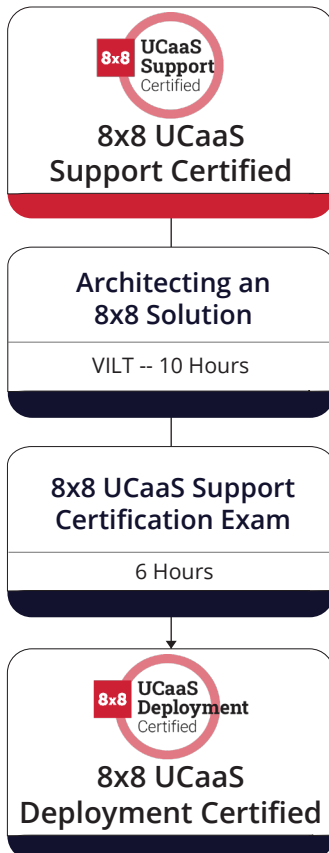 8x8
UCaaS
Support
Certified
8x8 UCaaS
Support Certified
Architecting an
8x8 Solution
VILT -- 10 Hours
8x8 UCaaS Support
Certification Exam
6 Hours
8x8
UCaaS
Deployment
Certified
8x8 UCaaS
Deployment Certified